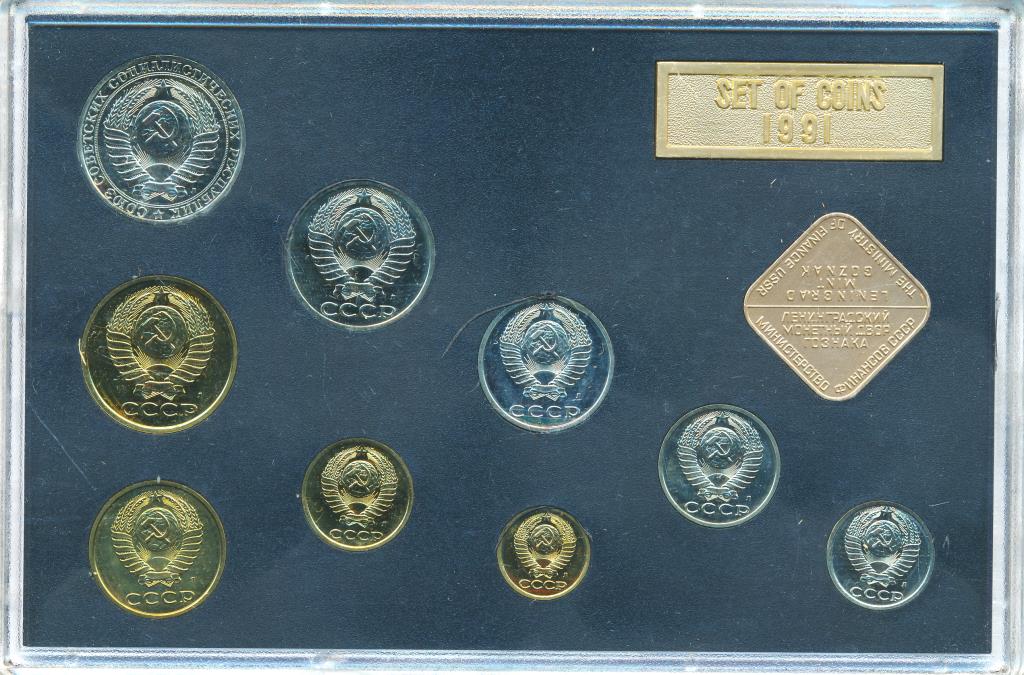 СОЮЗ СОВЕТСКИХ СОЦИАЛИСТИЧЕСКИХ РЕСПУБЛИК
SET OF COINS
1991
СССР
СССР
СССР
СССР
СССР
СССР
СССР
СССР
THE MINISTRY OF FINANCE USSR
LENINGRAD
MINT
GOZNAK
ЛЕНИНГРАДСКИЙ
МОНЕТНЫЙ ДВОР
ГОЗНАКА
МИНИСТЕРСТВО ФИНАНСОВ СССР